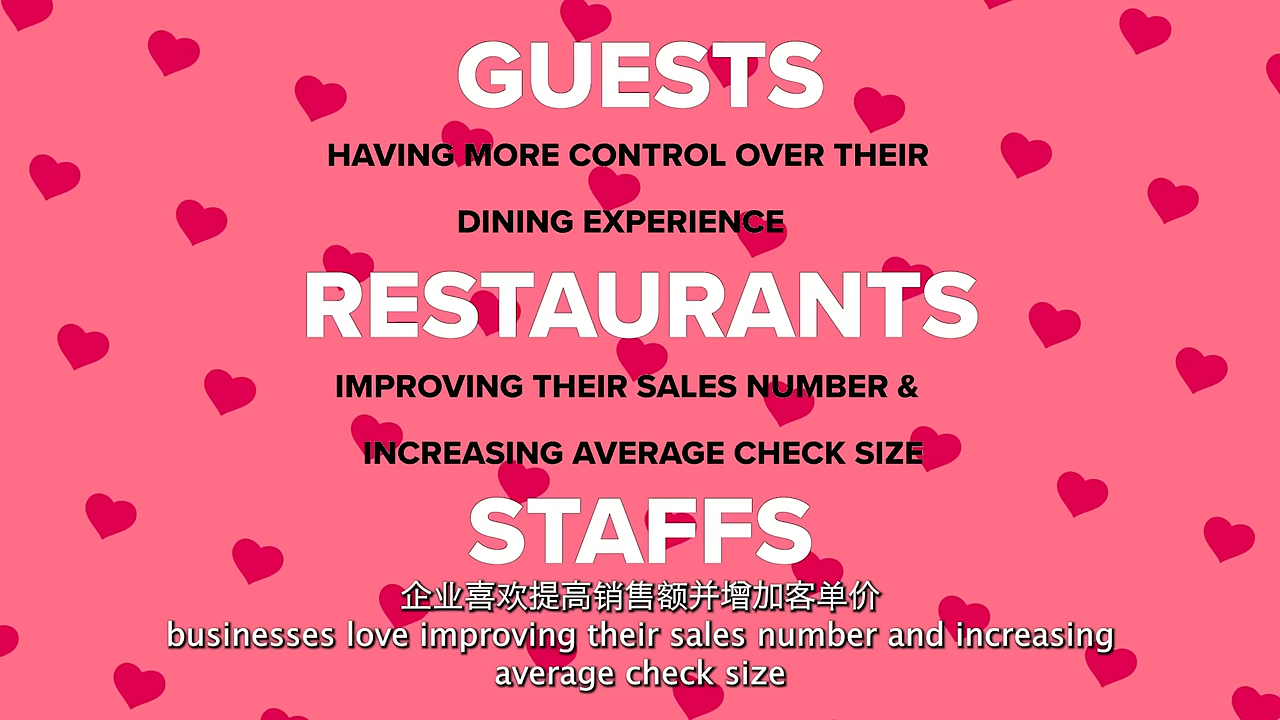 GUESTS
HAVING MORE CONTROL OVER THEIR
DINING EXPERIENCE
RESTAURANTS
IMPROVING THEIR SALES NUMBER &
INCREASING AVERAGE CHECK SIZE
STAFFS
企业喜欢提高销售额并增加客单价
businesses love improving their sales number and increasing
average check size